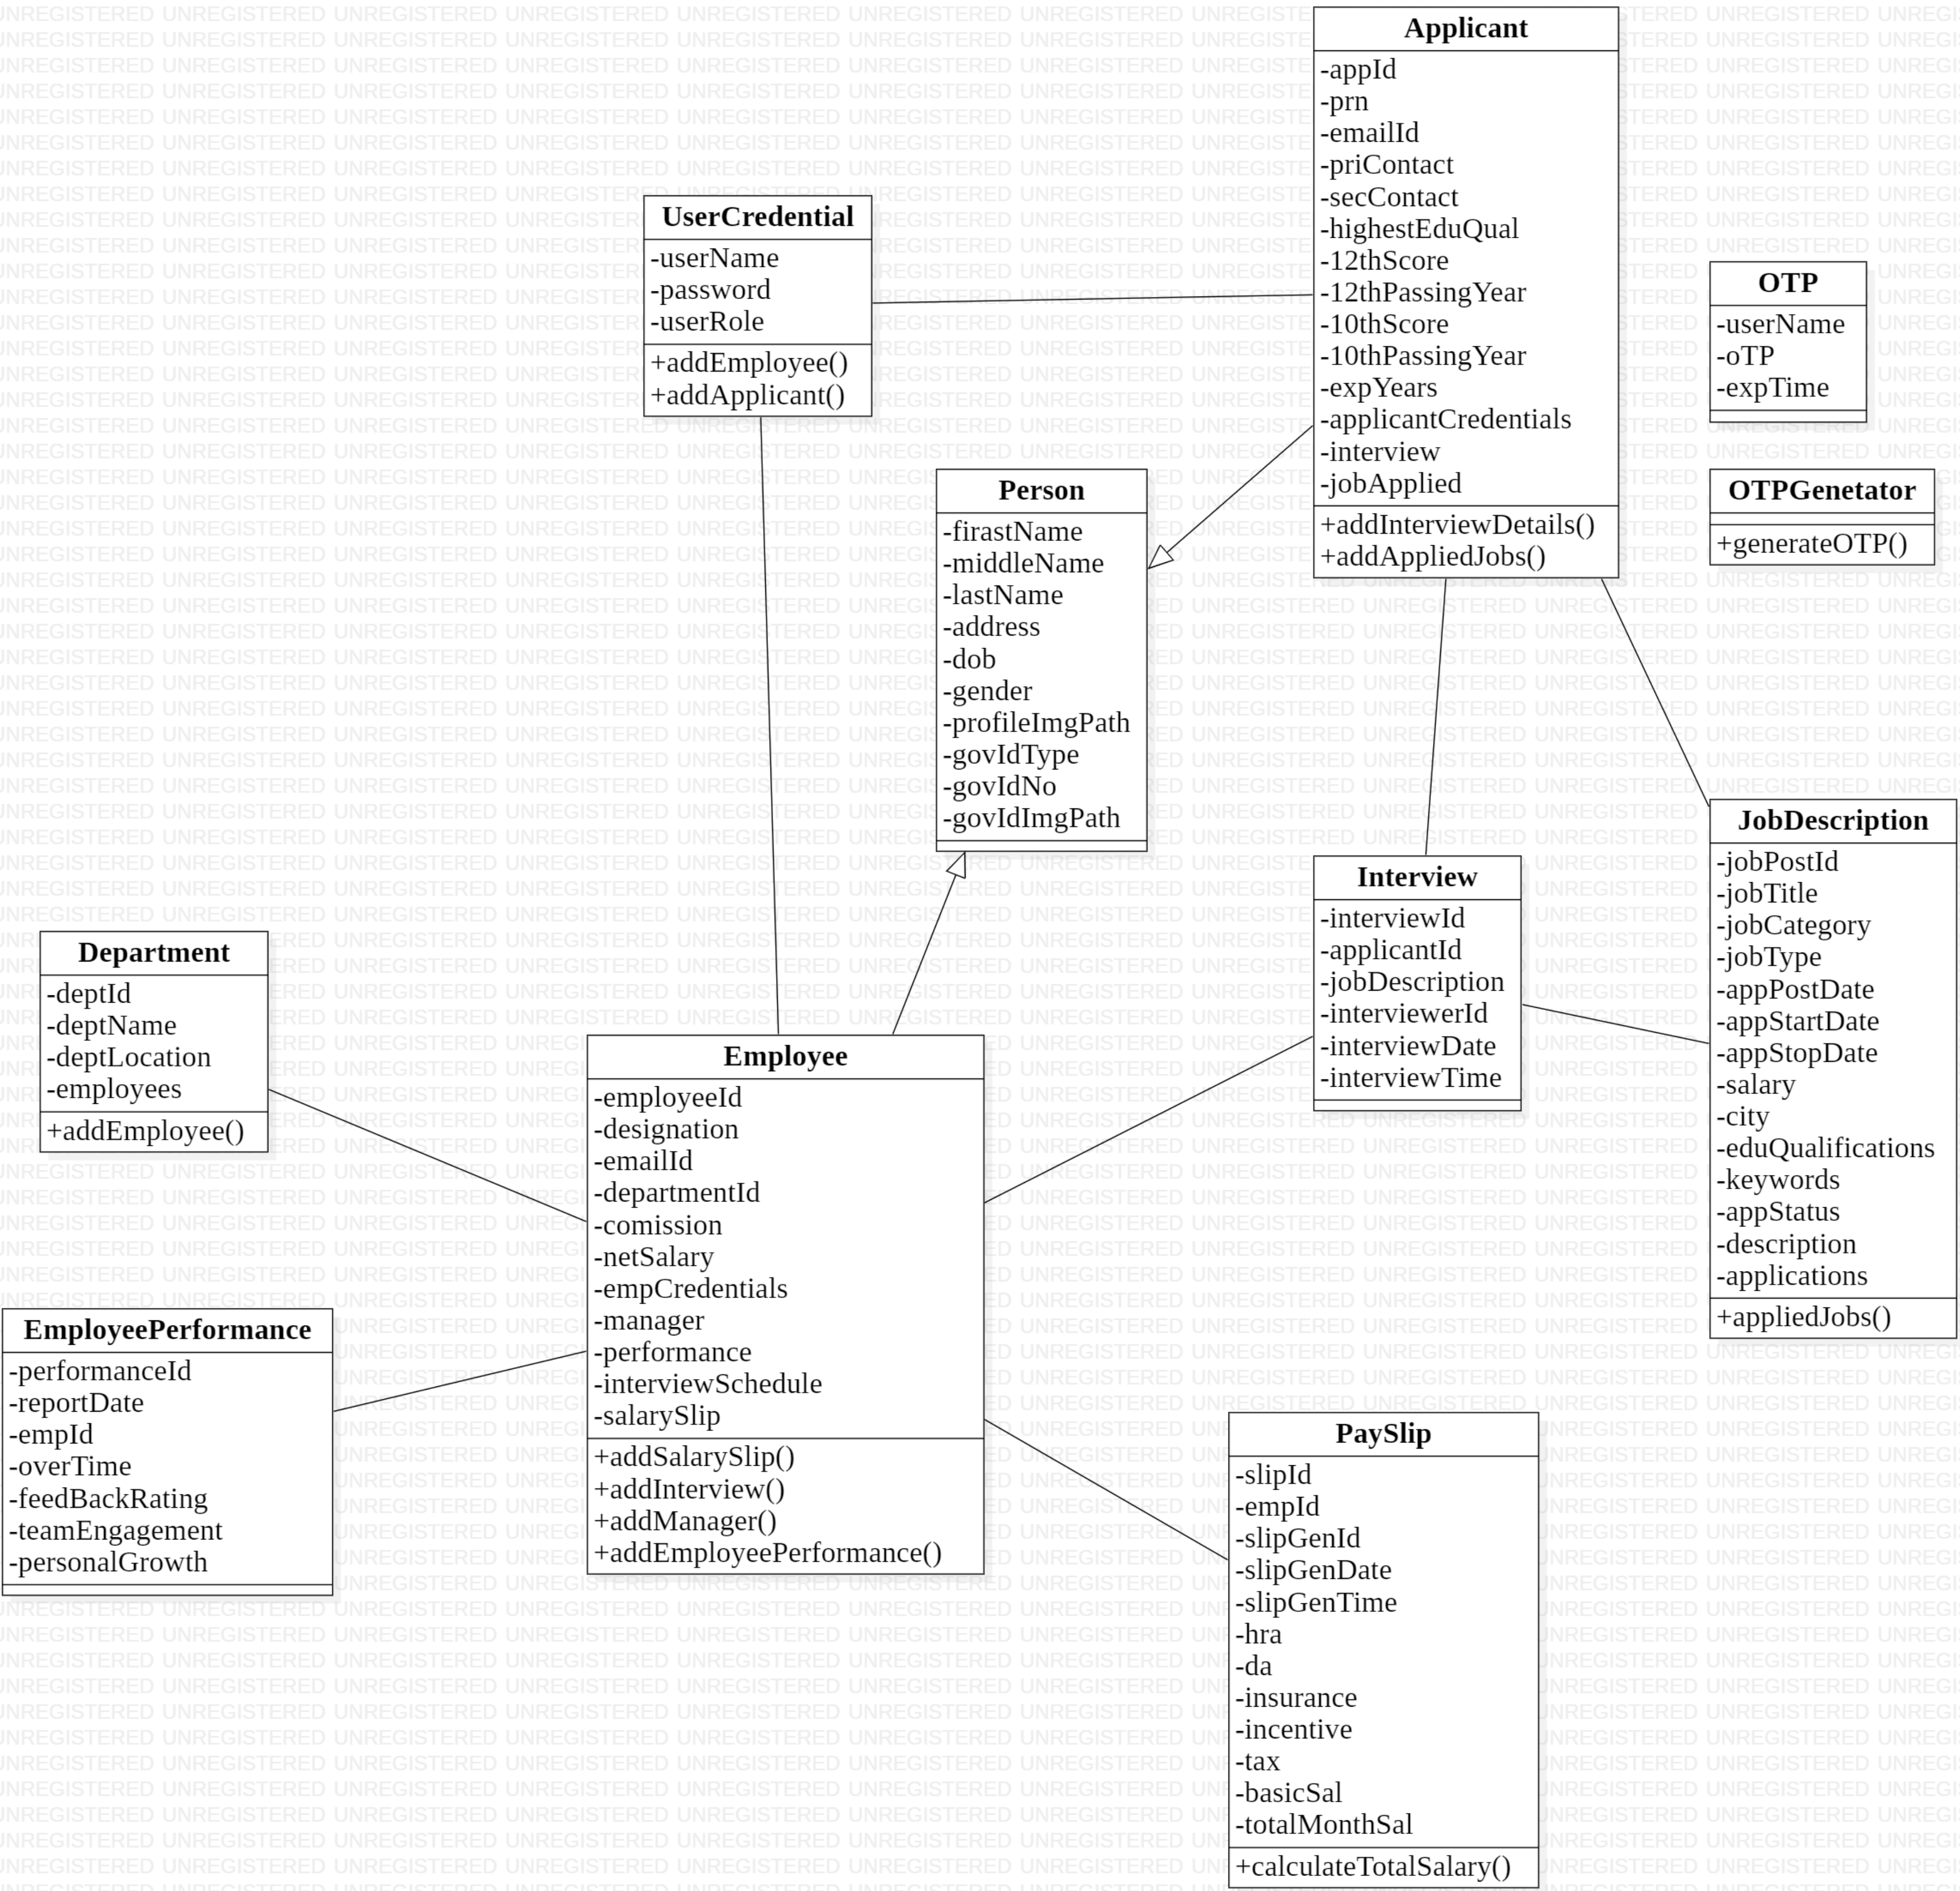 Applicant
-appId
-prn
-emailId
-priContact
-secContact
-highestEduQual
-12thScore
-12thPassingYear
-10thScore
-10thPassingYear
-expYears
-applicantCredentials
-interview
-jobApplied
+addInterviewDetails()
+addAppliedJobs()
UserCredential
-userName
-password
-userRole
+addEmployee()
+addApplicant()
OTP
-userName
-oTP
-expTime
Person
-firastName
-middleName
-lastName
-address
-dob
-gender
-profileImgPath
-govIdType
-govIdNo
-govIdImgPath
OTPGenetator
+generateOTP()
JobDescription
-jobPostId
-jobTitle
-jobCategory
-jobType
-appPostDate
-appStartDate
-appStopDate
-salary
-city
-eduQualifications
-keywords
-appStatus
-description
-applications
+appliedJobs()
Interview
-interviewId
-applicantId
-jobDescription
-interviewerId
-interviewDate
-interviewTime
Department
-deptId
-deptName
-deptLocation
-employees
+addEmployee()
Employee
-employeeId
-designation
-emailId
-departmentId
-comission
-netSalary
-empCredentials
-manager
-performance
-interviewSchedule
-salarySlip
+addSalarySlip()
+addInterview()
+addManager()
+addEmployeePerformance()
EmployeePerformance
-performanceId
-reportDate
-empId
-overTime
-feedBackRating
-teamEngagement
-personalGrowth
PaySlip
-slipId
-empId
-slipGenId
-slipGenDate
-slipGenTime
-hra
-da
-insurance
-incentive
-tax
-basicSal
-totalMonthSal
+calculateTotalSalary()
UNREGISTERED